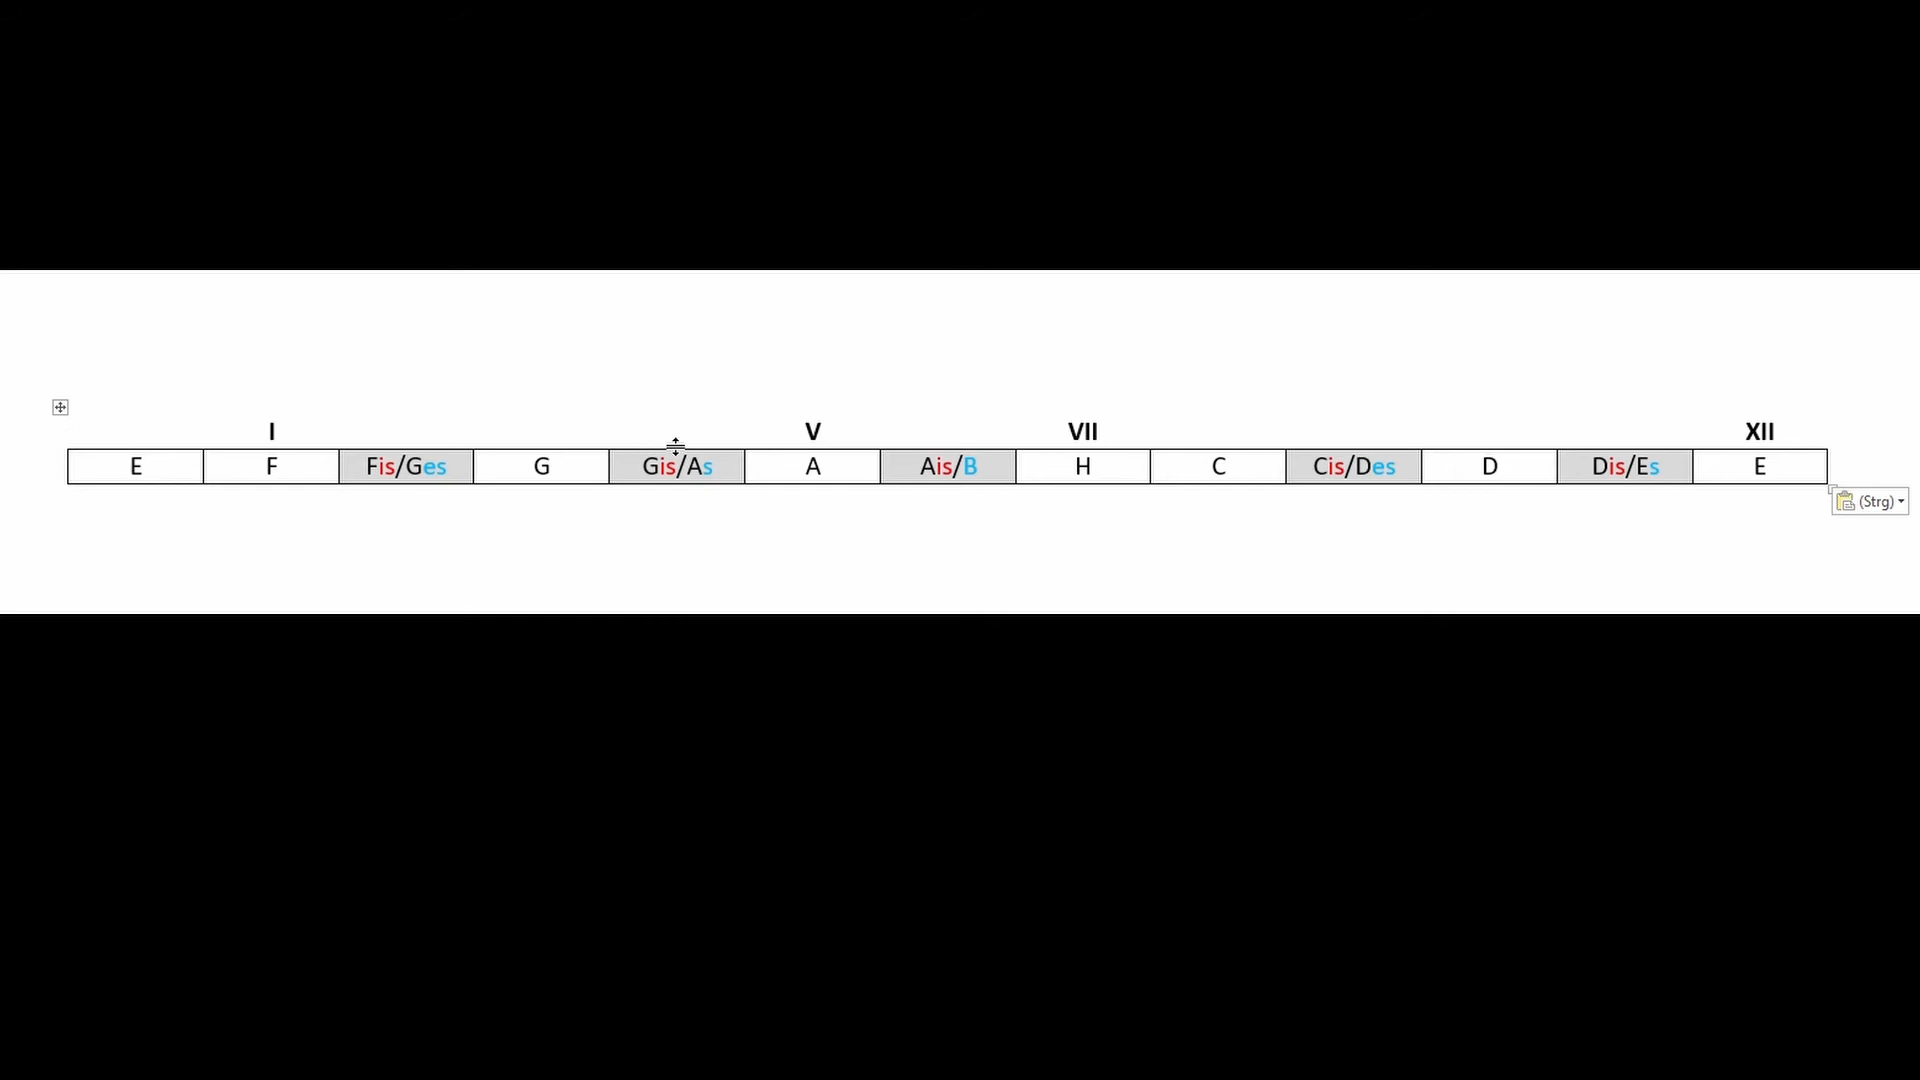 I V VII XII
E F Fis/Ges G Gis/As A Ais/B H C Cis/Des D Dis/Es E
(Strg)